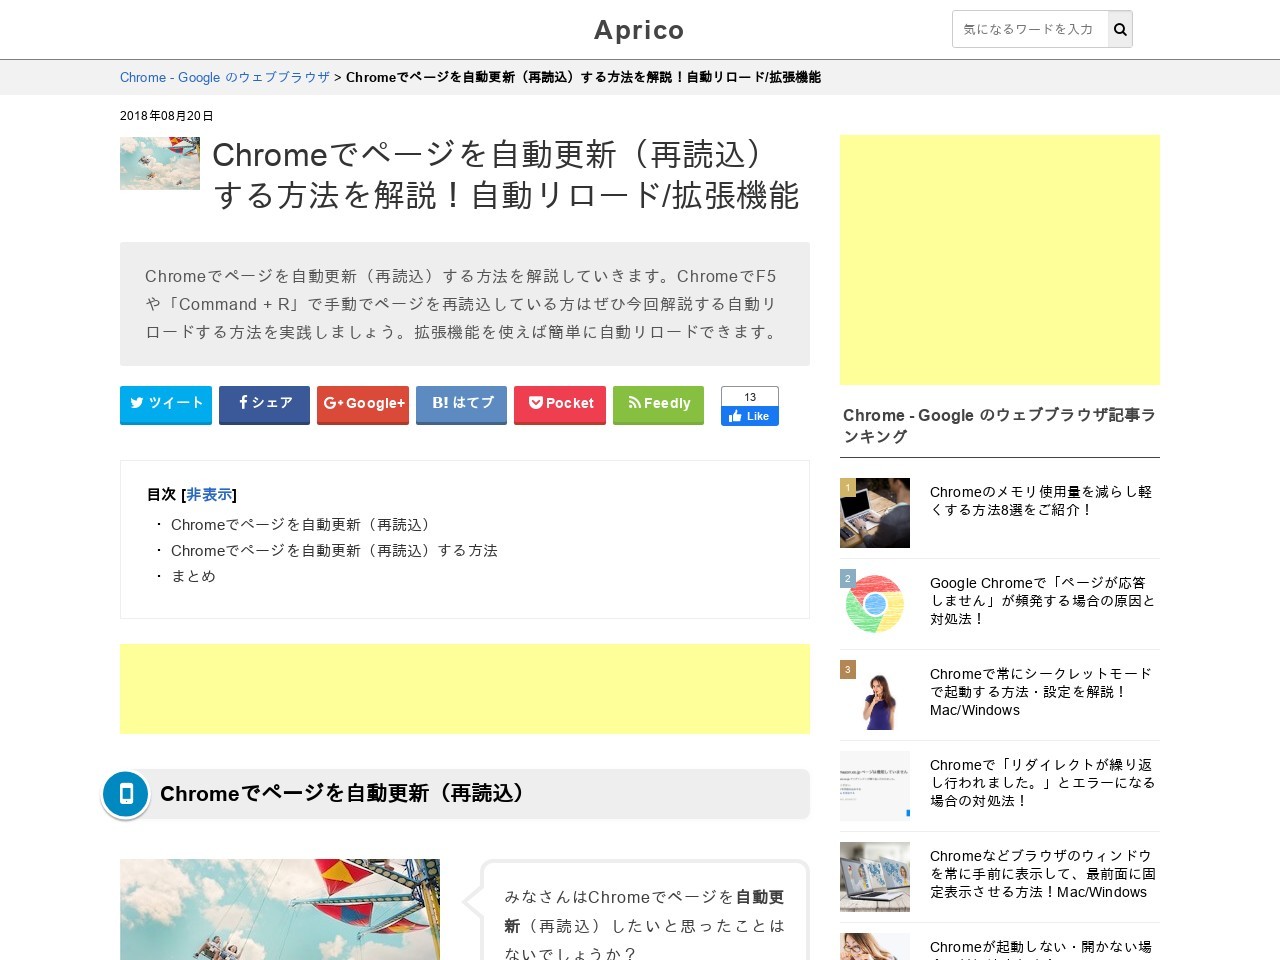 Aprico
気になるワードを入力
Chrome - Google のウェブブラウザ > Chromeでページを自動更新（再読込）する方法を解説！自動リロード/拡張機能
2018年08月20日
Chromeでページを自動更新（再読込）
する方法を解説！自動リロード/拡張機能
Chromeでページを自動更新（再読込）する方法を解説していきます。ChromeでF5
や「Command + R」で手動でページを再読込している方はぜひ今回解説する自動リ
ロードする方法を実践しましょう。拡張機能を使えば簡単に自動リロードできます。
ツイート
シェア
Google+
B!はてブ
Pocket
Feedly
13
Like
目次 [非表示]
・ Chromeでページを自動更新（再読込）
・ Chromeでページを自動更新（再読込）する方法
・ まとめ
Chromeでページを自動更新（再読込）
みなさんはChromeでページを自動更
新（再読込）したいと思ったことは
ないでしょうか？
Chrome - Google のウェブブラウザ記事ラ
ンキング
1
Chromeのメモリ使用量を減らし軽
くする方法8選をご紹介！
2
Google Chromeで「ページが応答
しません」が頻発する場合の原因と
対処法！
3
Chromeで常にシークレットモード
で起動する方法・設定を解説！
Mac/Windows
Chromeで「リダイレクトが繰り返
し行われました。」とエラーになる
場合の対処法！
Chromeなどブラウザのウィンドウ
を常に手前に表示して、最前面に固
定表示させる方法！Mac/Windows
Chromeが起動しない・開かない場